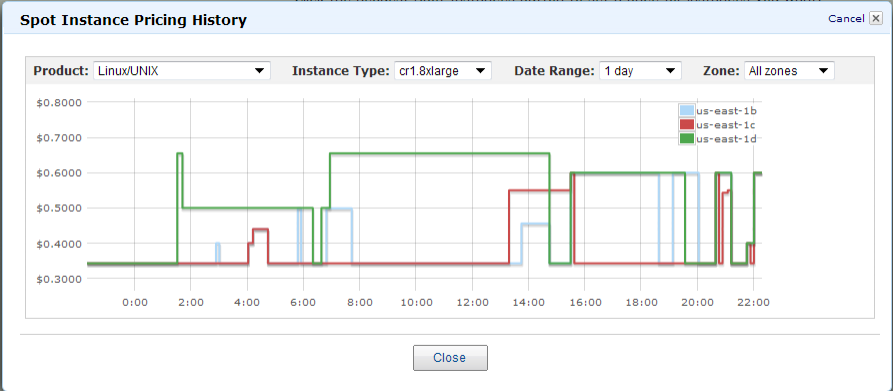 Spot Instance Pricing History
Cancel
Product: Linux/UNIX Instance Type: cr1.8xlarge Date Range: 1 day Zone: All zones
$0.8000
$0.7000
$0.6000
$0.5000
$0.4000
$0.3000
us-east-1b
us-east-1c
us-east-1d
0:00 2:00 4:00 6:00 8:00 10:00 12:00 14:00 16:00 18:00 20:00 22:00
Close